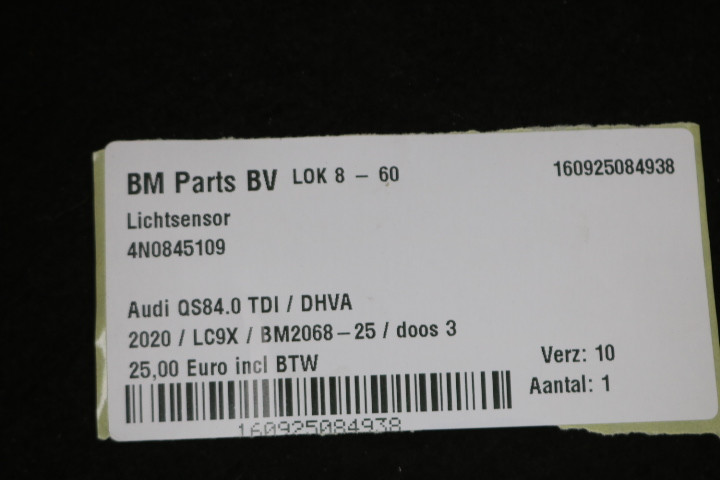 BM Parts BV LOK 8 - 60 160925084938
Lichtsensor
4N0845109
Audi QS84.0 TDI / DHVA
2020 / LC9X / BM2068-25 / doos 3
25,00 Euro incl BTW
Verz: 10
Aantal: 1
160925084938